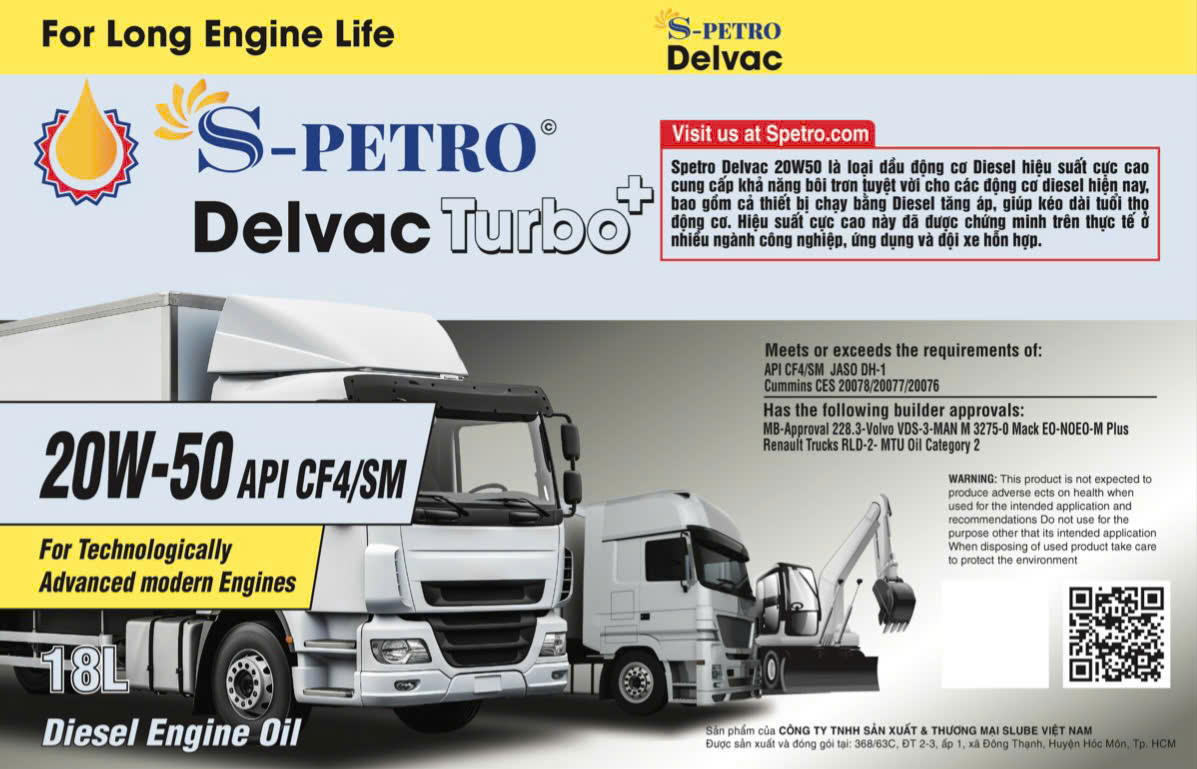 For Long Engine Life
S-PETRO
Delvac
S-PETRO©
Delvac Turbo+
Visit us at Spetro.com
Spetro Delvac 20W50 là loại dầu động cơ Diesel hiệu suất cực cao
cung cấp khả năng bôi trơn tuyệt vời cho các động cơ diesel hiện nay,
bao gồm cả thiết bị chạy bằng Diesel tăng áp, giúp kéo dài tuổi thọ
động cơ. Hiệu suất cực cao này đã được chứng minh trên thực tế ở
nhiều ngành công nghiệp, ứng dụng và đội xe hỗn hợp.
Meets or exceeds the requirements of:
API CF4/SM JASO DH-1
Cummins CES 20078/20077/20076
Has the following builder approvals:
MB-Approval 228.3-Volvo VDS-3-MAN M 3275-0 Mack EO-NOEO-M Plus
Renault Trucks RLD-2- MTU Oil Category 2
20W-50 API CF4/SM
For Technologically
Advanced modern Engines
WARNING: This product is not expected to
produce adverse ects on health when
used for the intended application and
recommendations Do not use for the
purpose other that its intended application
When disposing of used product take care
to protect the environment
18L
Diesel Engine Oil
Sản phẩm của CÔNG TY TNHH SẢN XUẤT & THƯƠNG MẠI SLUBE VIỆT NAM
Được sản xuất và đóng gói tại: 368/63C, ĐT 2-3, ấp 1, xã Đông Thạnh, Huyện Hóc Môn, Tp. HCM